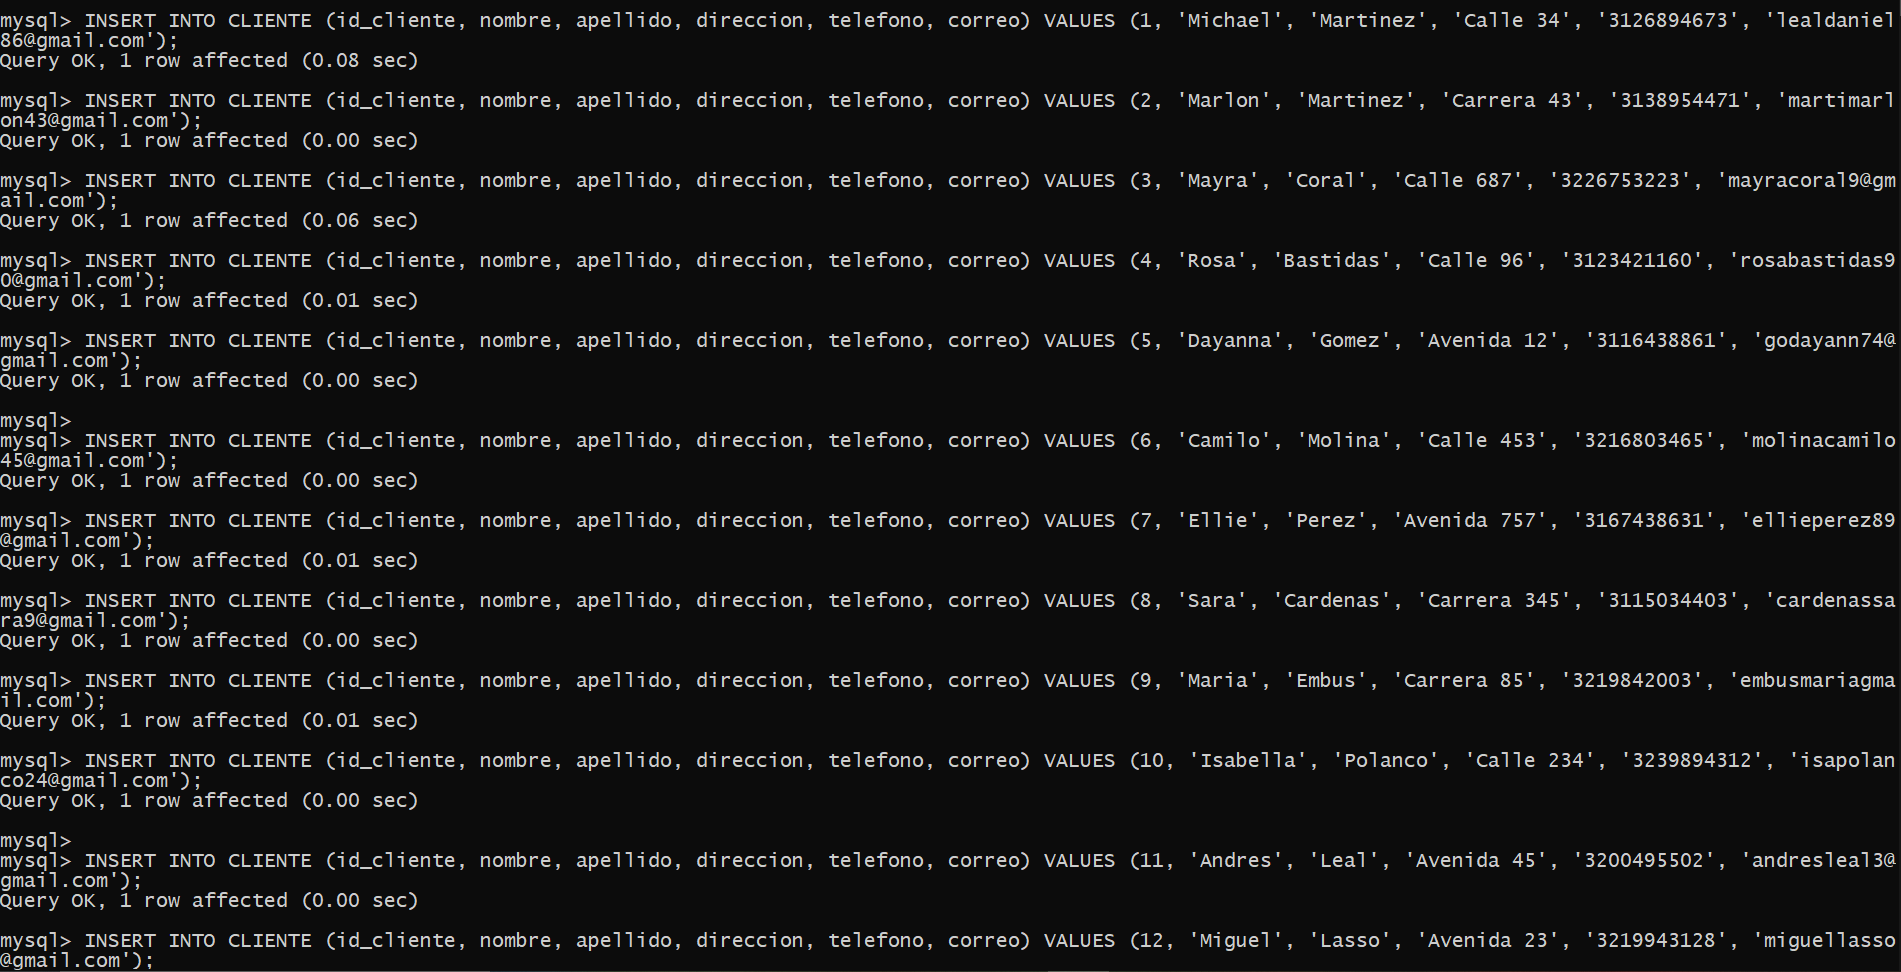 mysql> INSERT INTO CLIENTE (id_cliente, nombre, apellido, direccion, telefono, correo) VALUES (1, 'Michael', 'Martinez', 'Calle 34', '3126894673', 'lealdaniel
86@gmail.com');
Query OK, 1 row affected (0.08 sec)
mysql> INSERT INTO CLIENTE (id_cliente, nombre, apellido, direccion, telefono, correo) VALUES (2, 'Marlon', 'Martinez', 'Carrera 43', '3138954471', 'martimarl
on43@gmail.com');
Query OK, 1 row affected (0.00 sec)
mysql> INSERT INTO CLIENTE (id_cliente, nombre, apellido, direccion, telefono, correo) VALUES (3, 'Mayra', 'Coral', 'Calle 687', '3226753223', 'mayracoral9@gm
ail.com');
Query OK, 1 row affected (0.06 sec)
mysql> INSERT INTO CLIENTE (id_cliente, nombre, apellido, direccion, telefono, correo) VALUES (4, 'Rosa', 'Bastidas', 'Calle 96', '3123421160', 'rosabastidas9
0@gmail.com');
Query OK, 1 row affected (0.01 sec)
mysql> INSERT INTO CLIENTE (id_cliente, nombre, apellido, direccion, telefono, correo) VALUES (5, 'Dayanna', 'Gomez', 'Avenida 12', '3116438861', 'godayann74@
gmail.com');
Query OK, 1 row affected (0.00 sec)
mysql>
mysql> INSERT INTO CLIENTE (id_cliente, nombre, apellido, direccion, telefono, correo) VALUES (6, 'Camilo', 'Molina', 'Calle 453', '3216803465', 'molinacamilo
45@gmail.com');
Query OK, 1 row affected (0.00 sec)
mysql> INSERT INTO CLIENTE (id_cliente, nombre, apellido, direccion, telefono, correo) VALUES (7, 'Ellie', 'Perez', 'Avenida 757', '3167438631', 'ellieperez89
@gmail.com');
Query OK, 1 row affected (0.01 sec)
mysql> INSERT INTO CLIENTE (id_cliente, nombre, apellido, direccion, telefono, correo) VALUES (8, 'Sara', 'Cardenas', 'Carrera 345', '3115034403', 'cardenassa
ra9@gmail.com');
Query OK, 1 row affected (0.00 sec)
mysql> INSERT INTO CLIENTE (id_cliente, nombre, apellido, direccion, telefono, correo) VALUES (9, 'Maria', 'Embus', 'Carrera 85', '3219842003', 'embusmariagma
il.com');
Query OK, 1 row affected (0.01 sec)
mysql> INSERT INTO CLIENTE (id_cliente, nombre, apellido, direccion, telefono, correo) VALUES (10, 'Isabella', 'Polanco', 'Calle 234', '3239894312', 'isapolan
co24@gmail.com');
Query OK, 1 row affected (0.00 sec)
mysql>
mysql> INSERT INTO CLIENTE (id_cliente, nombre, apellido, direccion, telefono, correo) VALUES (11, 'Andres', 'Leal', 'Avenida 45', '3200495502', 'andresleal3@
gmail.com');
Query OK, 1 row affected (0.00 sec)
mysql> INSERT INTO CLIENTE (id_cliente, nombre, apellido, direccion, telefono, correo) VALUES (12, 'Miguel', 'Lasso', 'Avenida 23', '3219943128', 'miguellasso
@gmail.com');